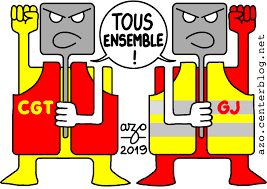 TOUS
ENSEMBLE
!
CGT
GJ
azo
2019
azo.centerblog.net